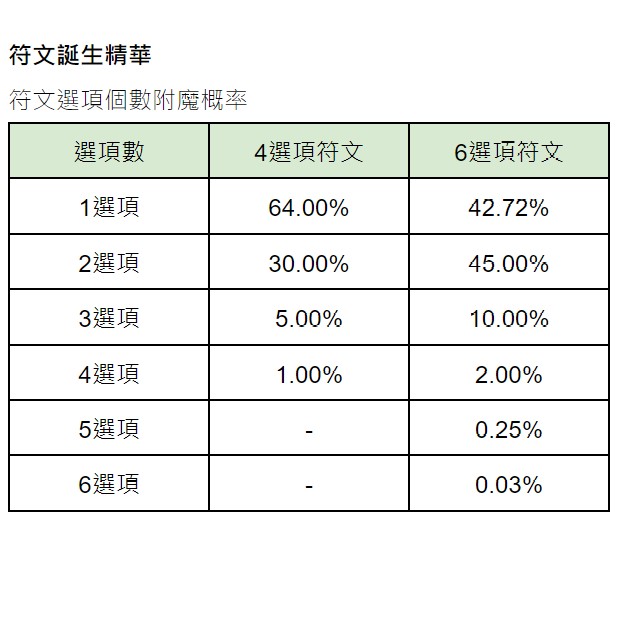 符文誕生精華
符文選項個數附魔概率
選項數 4選項符文 6選項符文
1選項 64.00% 42.72%
2選項 30.00% 45.00%
3選項 5.00% 10.00%
4選項 1.00% 2.00%
5選項 - 0.25%
6選項 - 0.03%